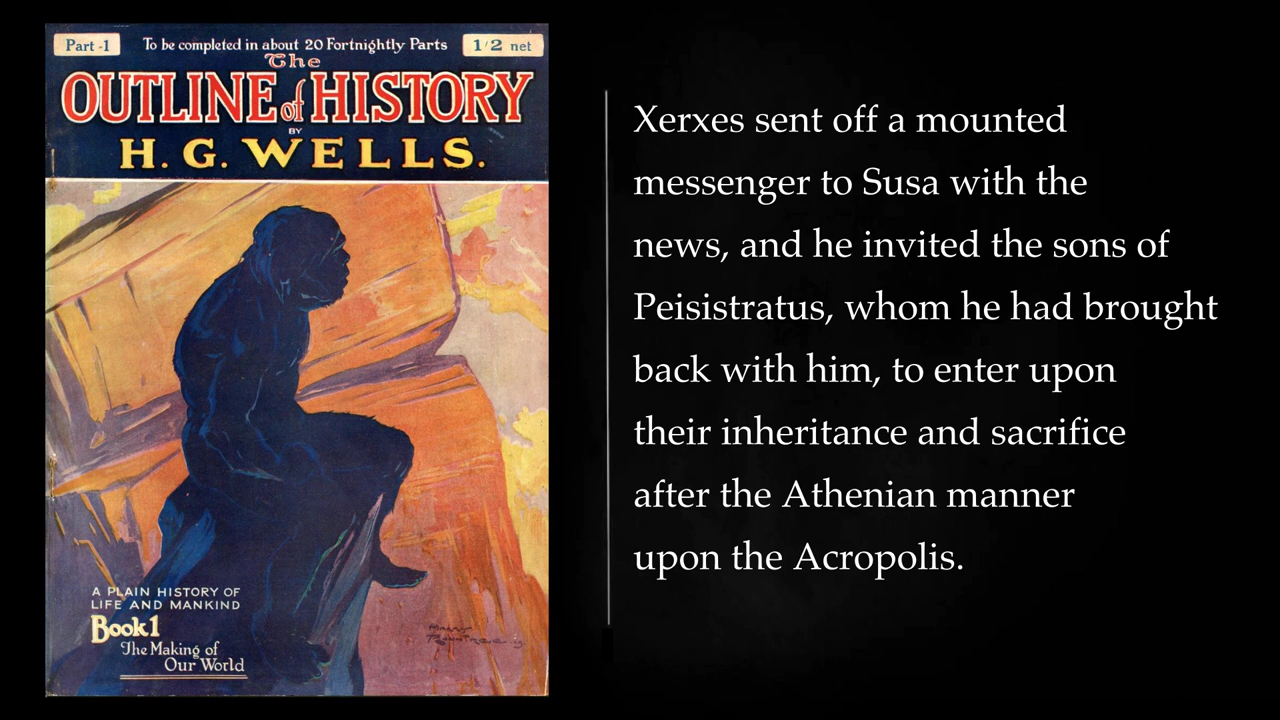 Part -1
To be completed in about 20 Fortnightly Parts
1/2 net
The
OUTLINE of HISTORY
BY
H. G. WELLS.
A PLAIN HISTORY OF
LIFE AND MANKIND
Book 1
The Making of
Our World
Xerxes sent off a mounted
messenger to Susa with the
news, and he invited the sons of
Peisistratus, whom he had brought
back with him, to enter upon
their inheritance and sacrifice
after the Athenian manner
upon the Acropolis.